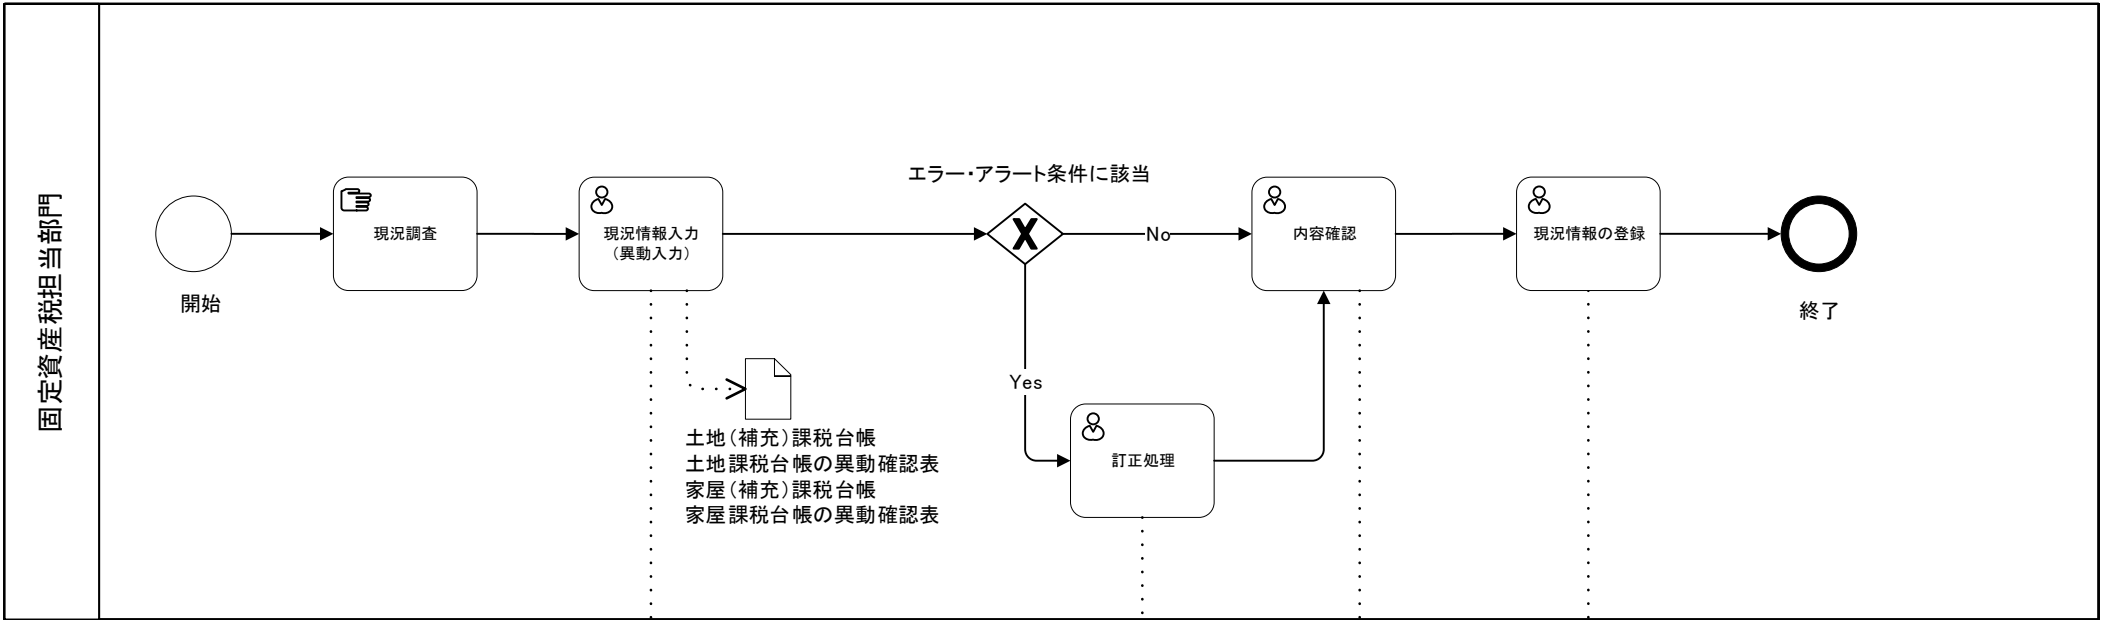 固定資産税担当部門
開始
現況調査
現況情報入力
（異動入力）
土地（補充）課税台帳
土地課税台帳の異動確認表
家屋（補充）課税台帳
家屋課税台帳の異動確認表
エラー・アラート条件に該当
No
Yes
訂正処理
内容確認
現況情報の登録
終了